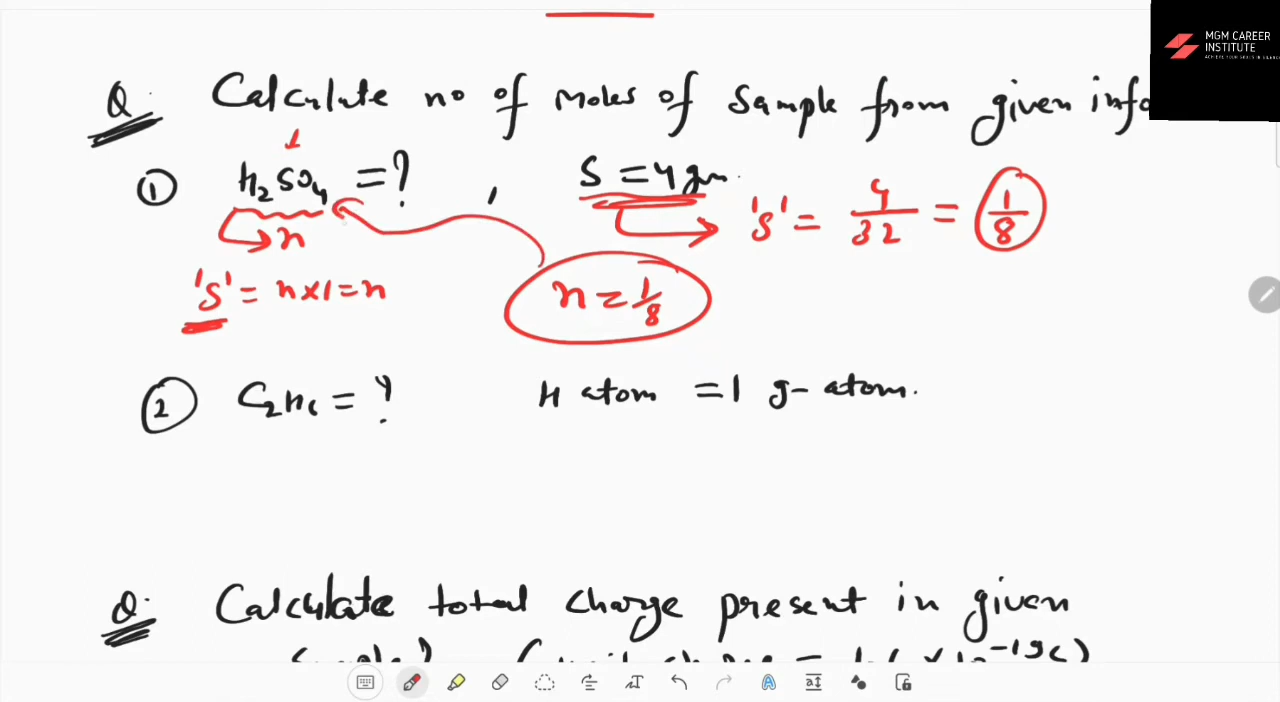 MGM CAREER
INSTITUTE
Q. Calculate no of moles of sample from given info
① H₂SO₄ = ? , S = 4 gm.
'S' = 4/32 = 1/8
n
'S' = n×1 = n
n = 1/8
② C₂H₆ = ? H atom = 1 g-atom.
Q. Calculate total charge present in given